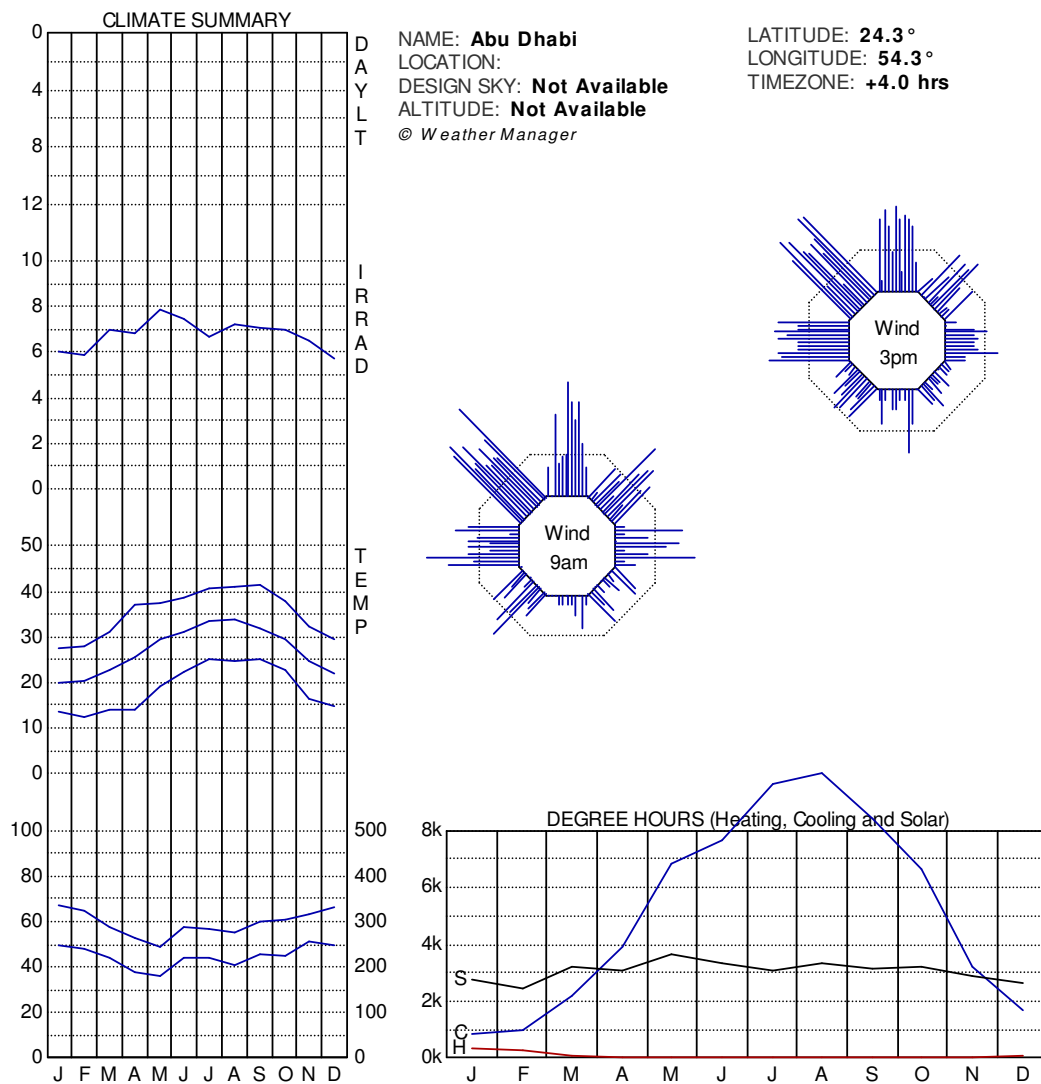 CLIMATE SUMMARY
NAME: Abu Dhabi
LOCATION:
DESIGN SKY: Not Available
ALTITUDE: Not Available
© Weather Manager
LATITUDE: 24.3°
LONGITUDE: 54.3°
TIMEZONE: +4.0 hrs
0
4
8
12
DAYLT
10
8
6
4
2
0
IRRAD
50
40
30
20
10
0
TEMP
100
80
60
40
20
0
500
400
300
200
100
0
J F M A M J J A S O N D
Wind
3pm
Wind
9am
DEGREE HOURS (Heating, Cooling and Solar)
8k
6k
4k
2k
0k
S
C
H
J F M A M J J A S O N D